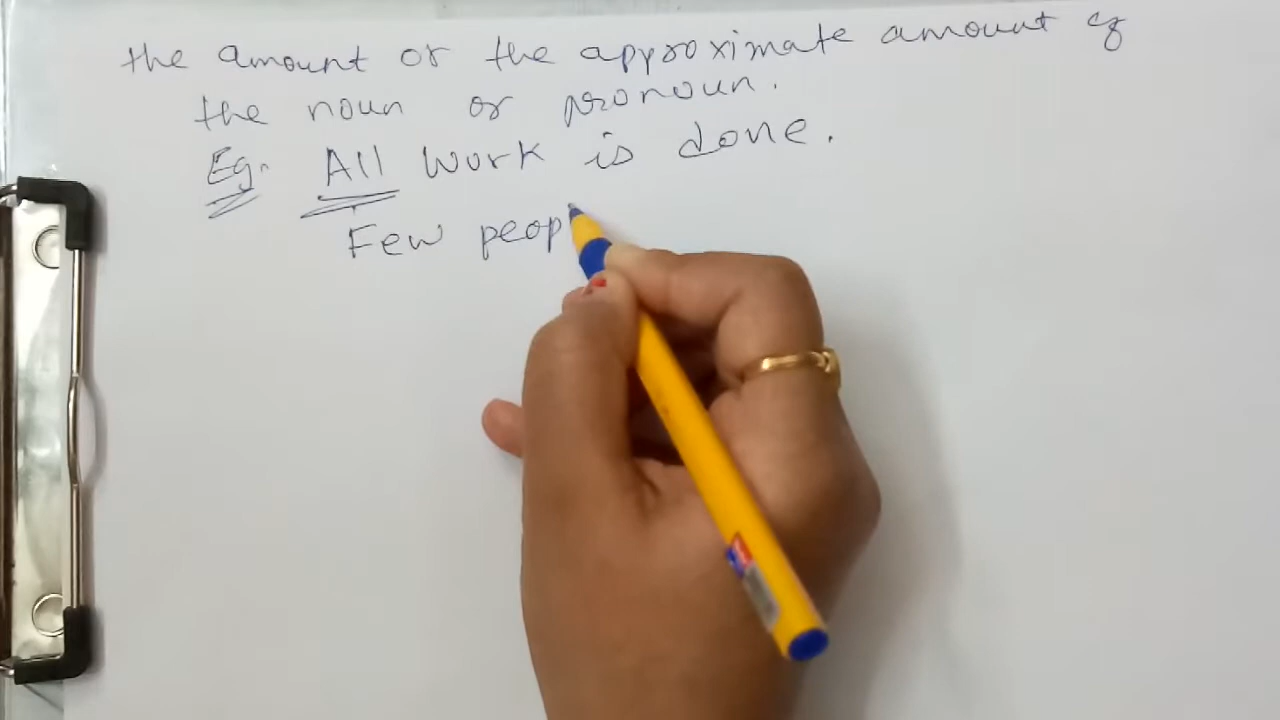 the amount or the approximate amount of
the noun or pronoun.
Eg. All work is done.
Few peop